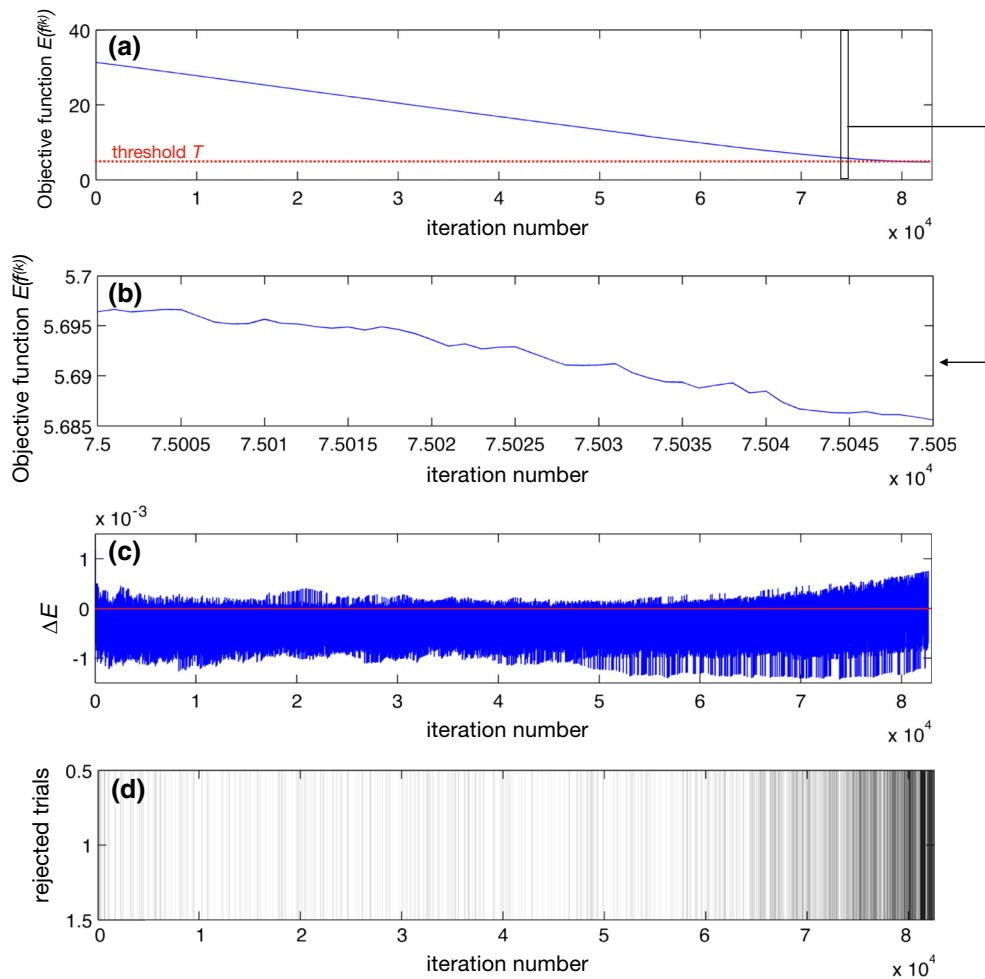 (a)
Objective function E(f(k))
40
20
0
threshold T
0 1 2 3 4 5 6 7 8
iteration number
x 10^4
(b)
Objective function E(f(k))
5.7
5.695
5.69
5.685
7.5 7.5005 7.501 7.5015 7.502 7.5025 7.503 7.5035 7.504 7.5045 7.505
iteration number
x 10^4
x 10^-3
(c)
ΔE
1
0
-1
0 1 2 3 4 5 6 7 8
iteration number
x 10^4
(d)
rejected trials
0.5
1
1.5
0 1 2 3 4 5 6 7 8
iteration number
x 10^4